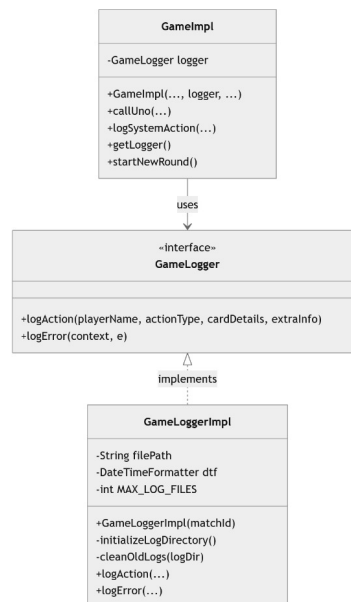 GameImpl
-GameLogger logger
+GameImpl(..., logger, ...)
+callUno(...)
+logSystemAction(...)
+getLogger()
+startNewRound()
uses
«interface»
GameLogger
+logAction(playerName, actionType, cardDetails, extraInfo)
+logError(context, e)
implements
GameLoggerImpl
-String filePath
-DateTimeFormatter dtf
-int MAX_LOG_FILES
+GameLoggerImpl(matchId)
-initializeLogDirectory()
-cleanOldLogs(logDir)
+logAction(...)
+logError(...)